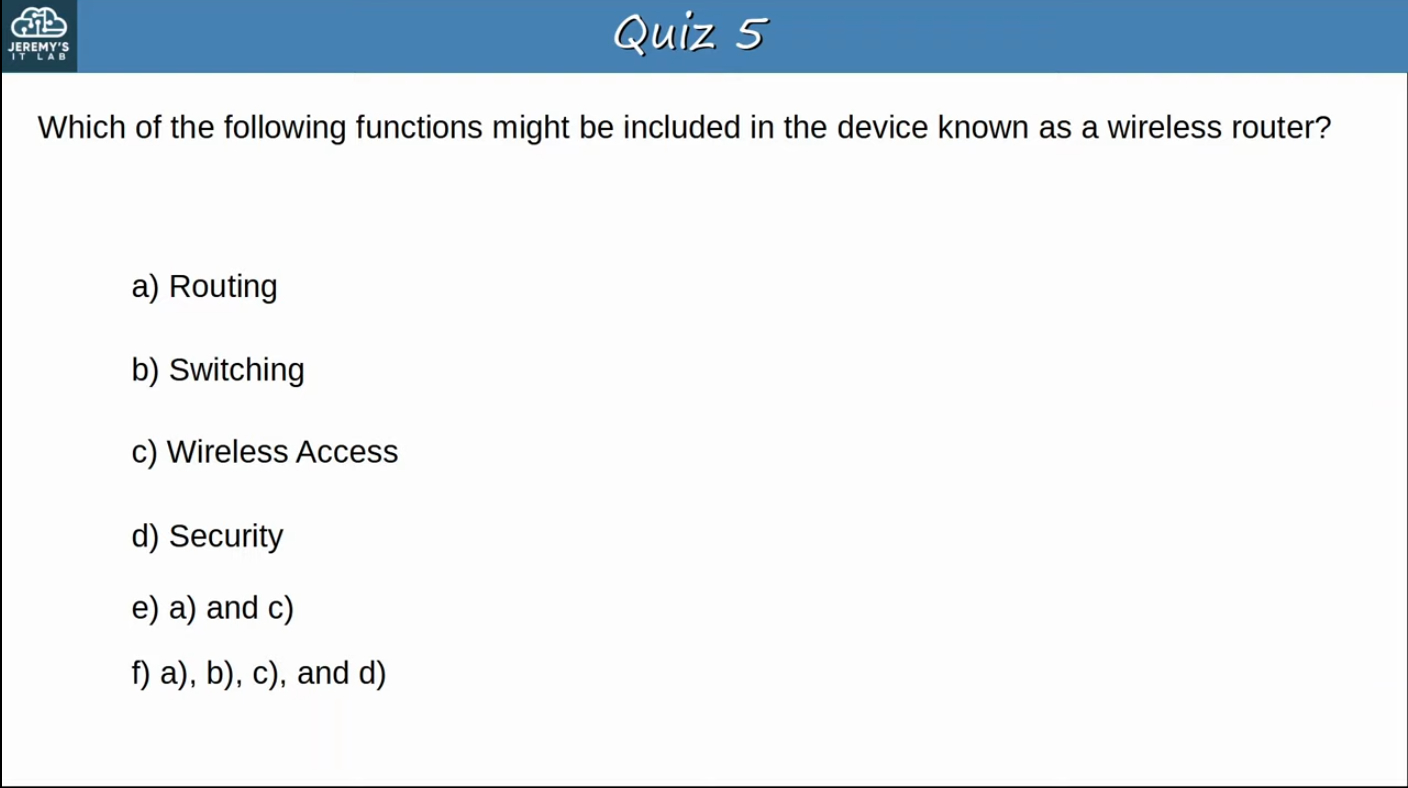 JEREMY'S
IT LAB
Quiz 5
Which of the following functions might be included in the device known as a wireless router?
a) Routing
b) Switching
c) Wireless Access
d) Security
e) a) and c)
f) a), b), c), and d)